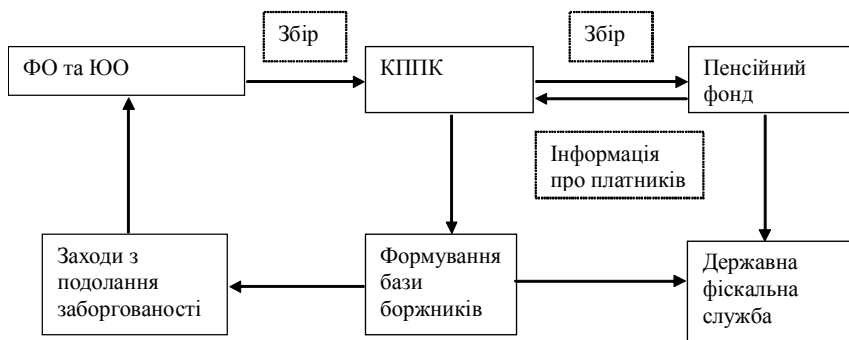 Збір
Збір
ФО та ЮО
КППК
Пенсійний
фонд
Інформація
про платників
Заходи з
подолання
заборгованості
Формування
бази
боржників
Державна
фіскальна
служба